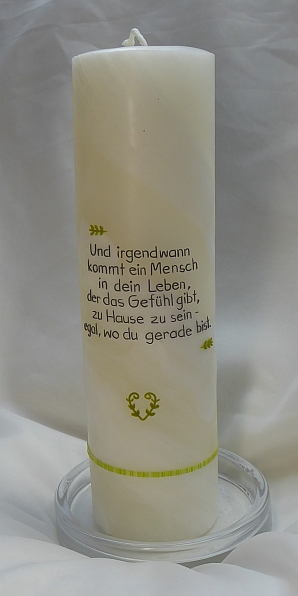 Und irgendwann
kommt ein Mensch
in dein Leben,
der das Gefühl gibt,
zu Hause zu sein -
egal, wo du gerade bist.